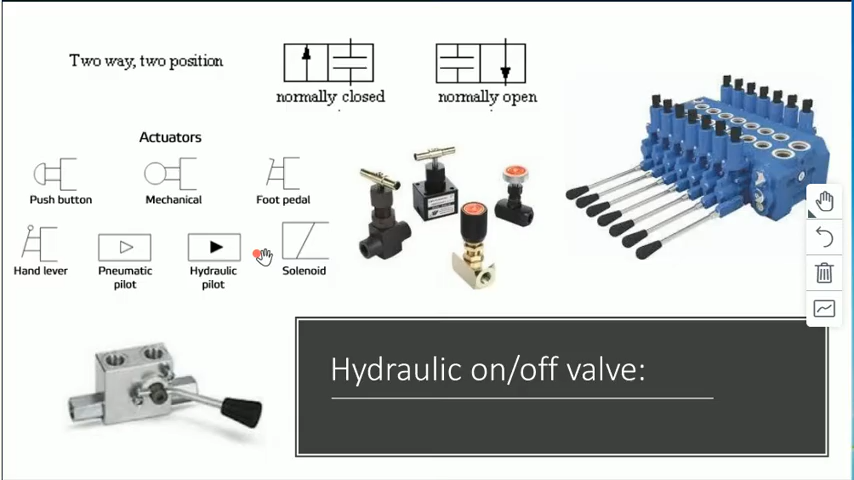 Two way, two position
normally closed
normally open
Actuators
Push button
Mechanical
Foot pedal
Hand lever
Pneumatic
pilot
Hydraulic
pilot
Solenoid
Hydraulic on/off valve: